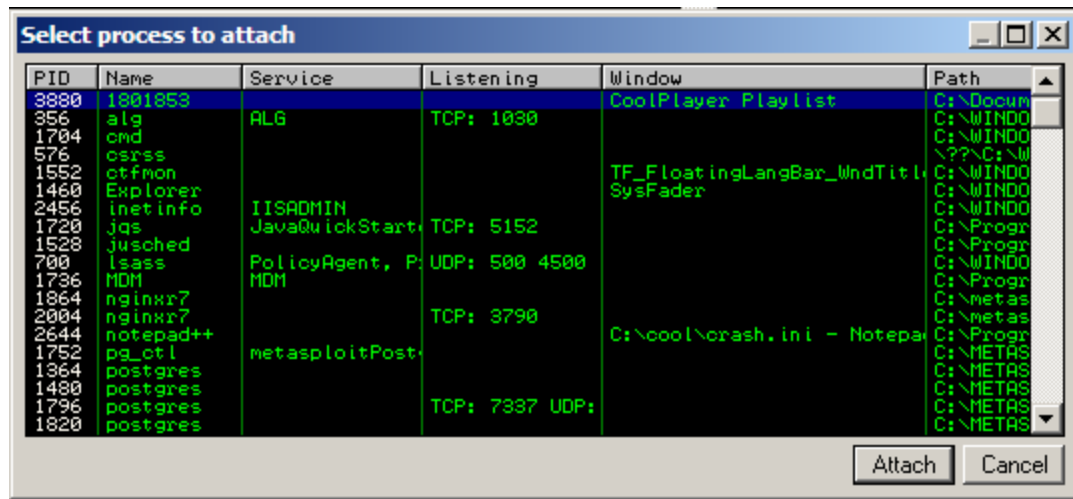 Select process to attach
PID Name Service Listening Window Path
3880 1801853 CoolPlayer Playlist C:\Docum
356 alg ALG TCP: 1030 C:\WINDO
1704 cmd C:\WINDO
576 csrss \??\C:\W
1552 ctfmon TF_FloatingLangBar_WndTitl C:\WINDO
1460 Explorer SysFader C:\WINDO
2456 inetinfo IISADMIN C:\WINDO
1720 jqs JavaQuickStart TCP: 5152 C:\Progr
1528 jusched C:\Progr
700 lsass PolicyAgent, P UDP: 500 4500 C:\WINDO
1736 MDM MDM C:\Progr
1864 nginxr7 C:\metas
2004 nginxr7 TCP: 3790 C:\metas
2644 notepad++ C:\cool\crash.ini - Notepa C:\Progr
1752 pg_ctl metasploitPost C:\METAS
1364 postgres C:\METAS
1480 postgres C:\METAS
1796 postgres TCP: 7337 UDP: C:\METAS
1820 postgres C:\METAS
Attach Cancel